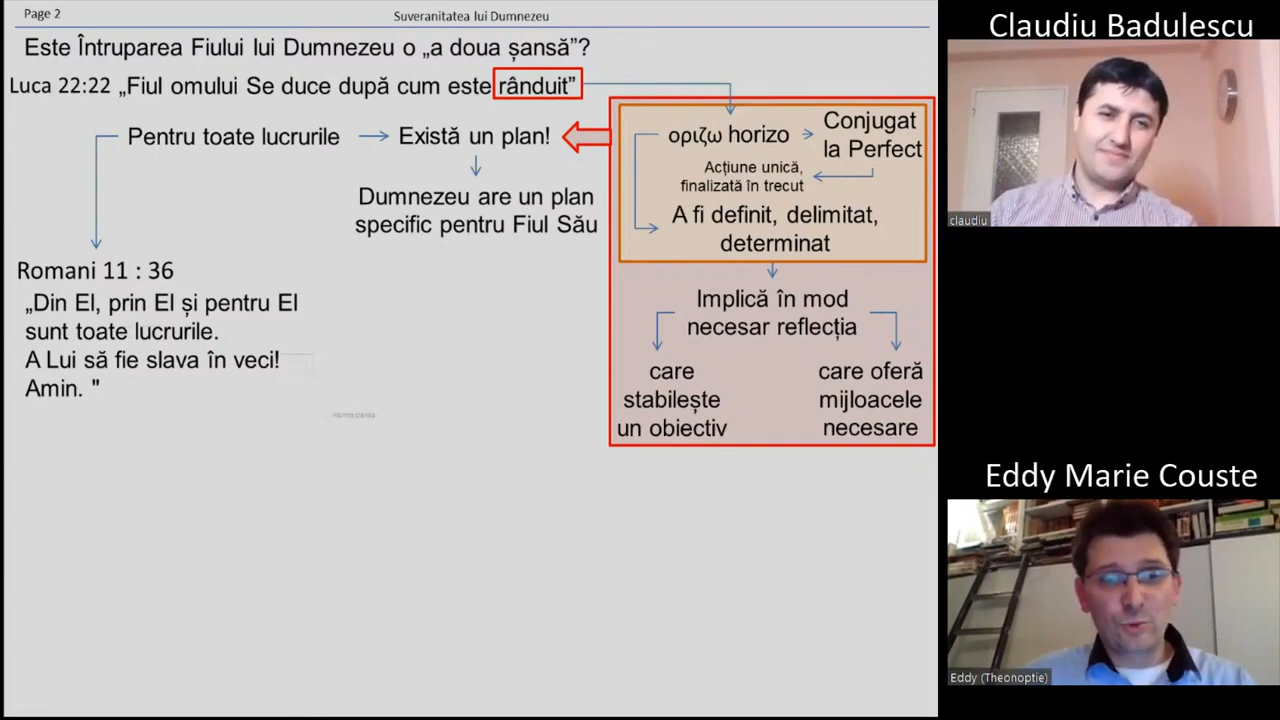 Page 2
Suveranitatea lui Dumnezeu
Este Întruparea Fiului lui Dumnezeu o „a doua șansă”?
Luca 22:22 „Fiul omului Se duce după cum este rânduit”
Pentru toate lucrurile
Există un plan!
Dumnezeu are un plan
specific pentru Fiul Său
Romani 11 : 36
„Din El, prin El și pentru El
sunt toate lucrurile.
A Lui să fie slava în veci!
Amin. "
οριζω horizo
Conjugat
la Perfect
Acțiune unică,
finalizată în trecut
A fi definit, delimitat,
determinat
Implică în mod
necesar reflecția
care
stabilește
un obiectiv
care oferă
mijloacele
necesare
Claudiu Badulescu
claudiu
Eddy Marie Couste
Eddy (Theonoptie)